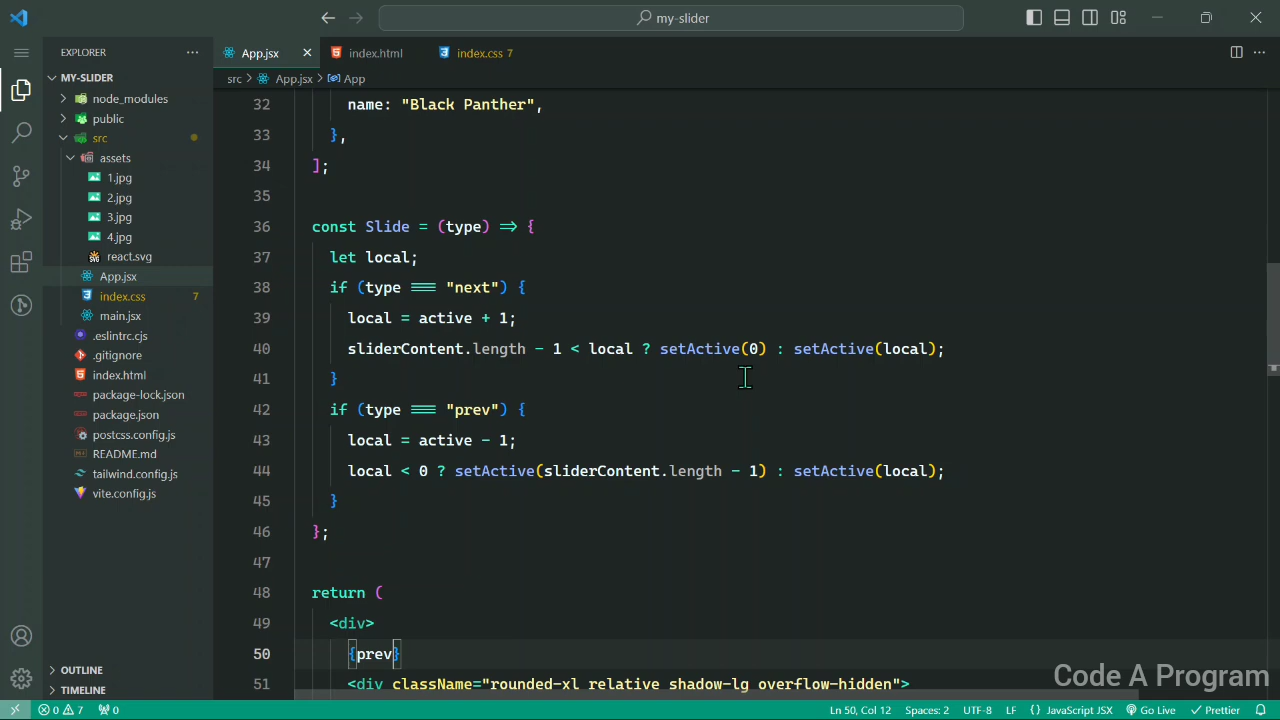 my-slider
EXPLORER
App.jsx
index.html
index.css 7
src > App.jsx > App
MY-SLIDER
node_modules
public
src
assets
1.jpg
2.jpg
3.jpg
4.jpg
react.svg
App.jsx
index.css 7
main.jsx
.eslintrc.cjs
.gitignore
index.html
package-lock.json
package.json
postcss.config.js
README.md
tailwind.config.js
vite.config.js
OUTLINE
TIMELINE
32 name: "Black Panther",
33 },
34 ];
35
36 const Slide = (type) => {
37 let local;
38 if (type === "next") {
39 local = active + 1;
40 sliderContent.length - 1 < local ? setActive(0) : setActive(local);
41 }
42 if (type === "prev") {
43 local = active - 1;
44 local < 0 ? setActive(sliderContent.length - 1) : setActive(local);
45 }
46 };
47
48 return (
49 <div>
50 {prev}
51 <div className="rounded-xl relative shadow-lg overflow-hidden">
Code A Program
0 7 0 Ln 50, Col 12 Spaces: 2 UTF-8 LF {} JavaScript JSX Go Live Prettier